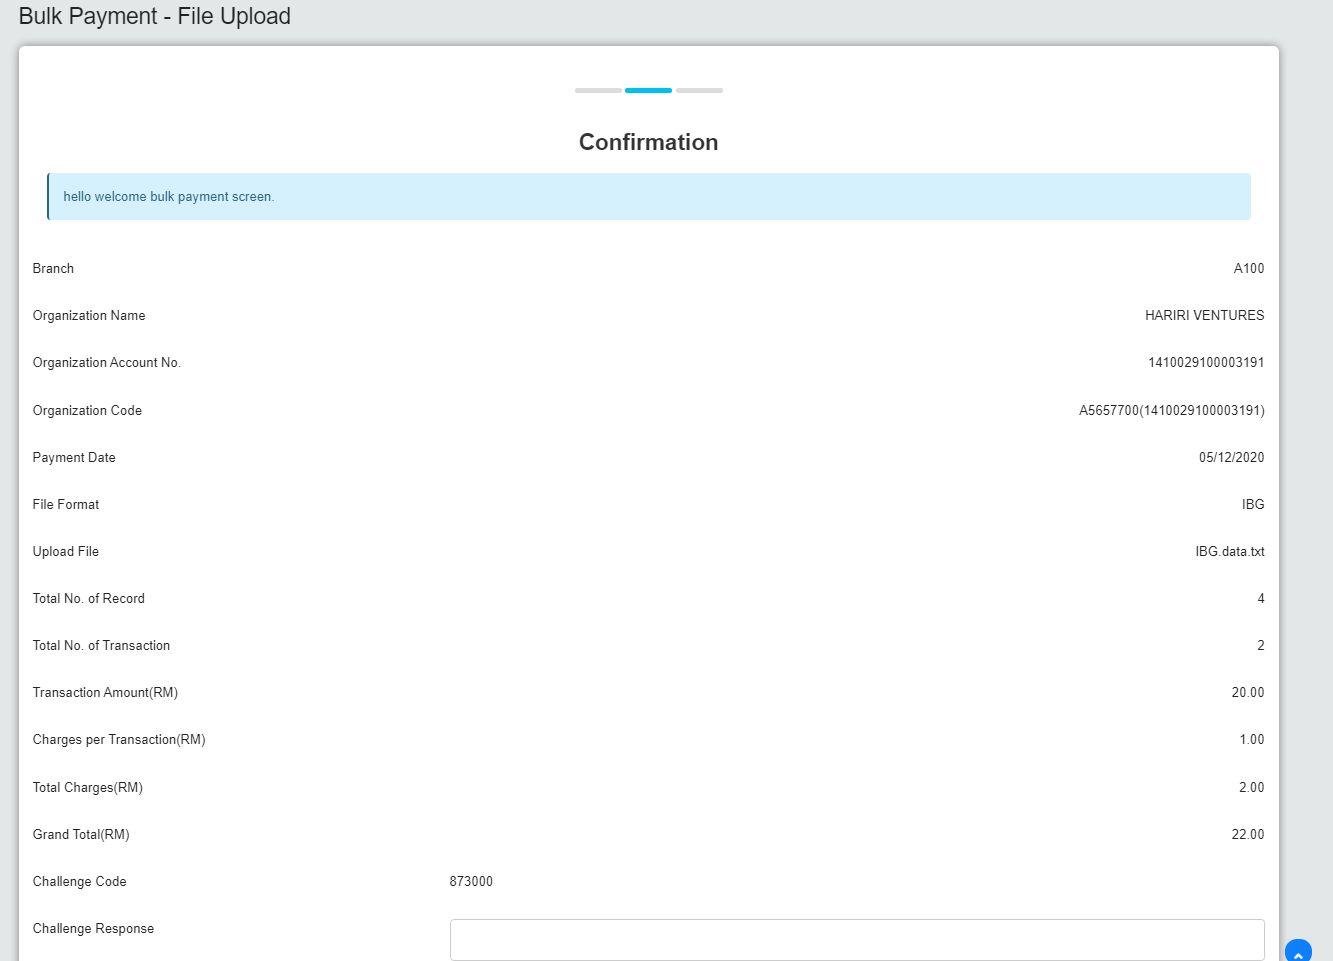 Bulk Payment - File Upload
Confirmation
hello welcome bulk payment screen.
Branch A100
Organization Name HARIRI VENTURES
Organization Account No. 1410029100003191
Organization Code A5657700(1410029100003191)
Payment Date 05/12/2020
File Format IBG
Upload File IBG.data.txt
Total No. of Record 4
Total No. of Transaction 2
Transaction Amount(RM) 20.00
Charges per Transaction(RM) 1.00
Total Charges(RM) 2.00
Grand Total(RM) 22.00
Challenge Code 873000
Challenge Response